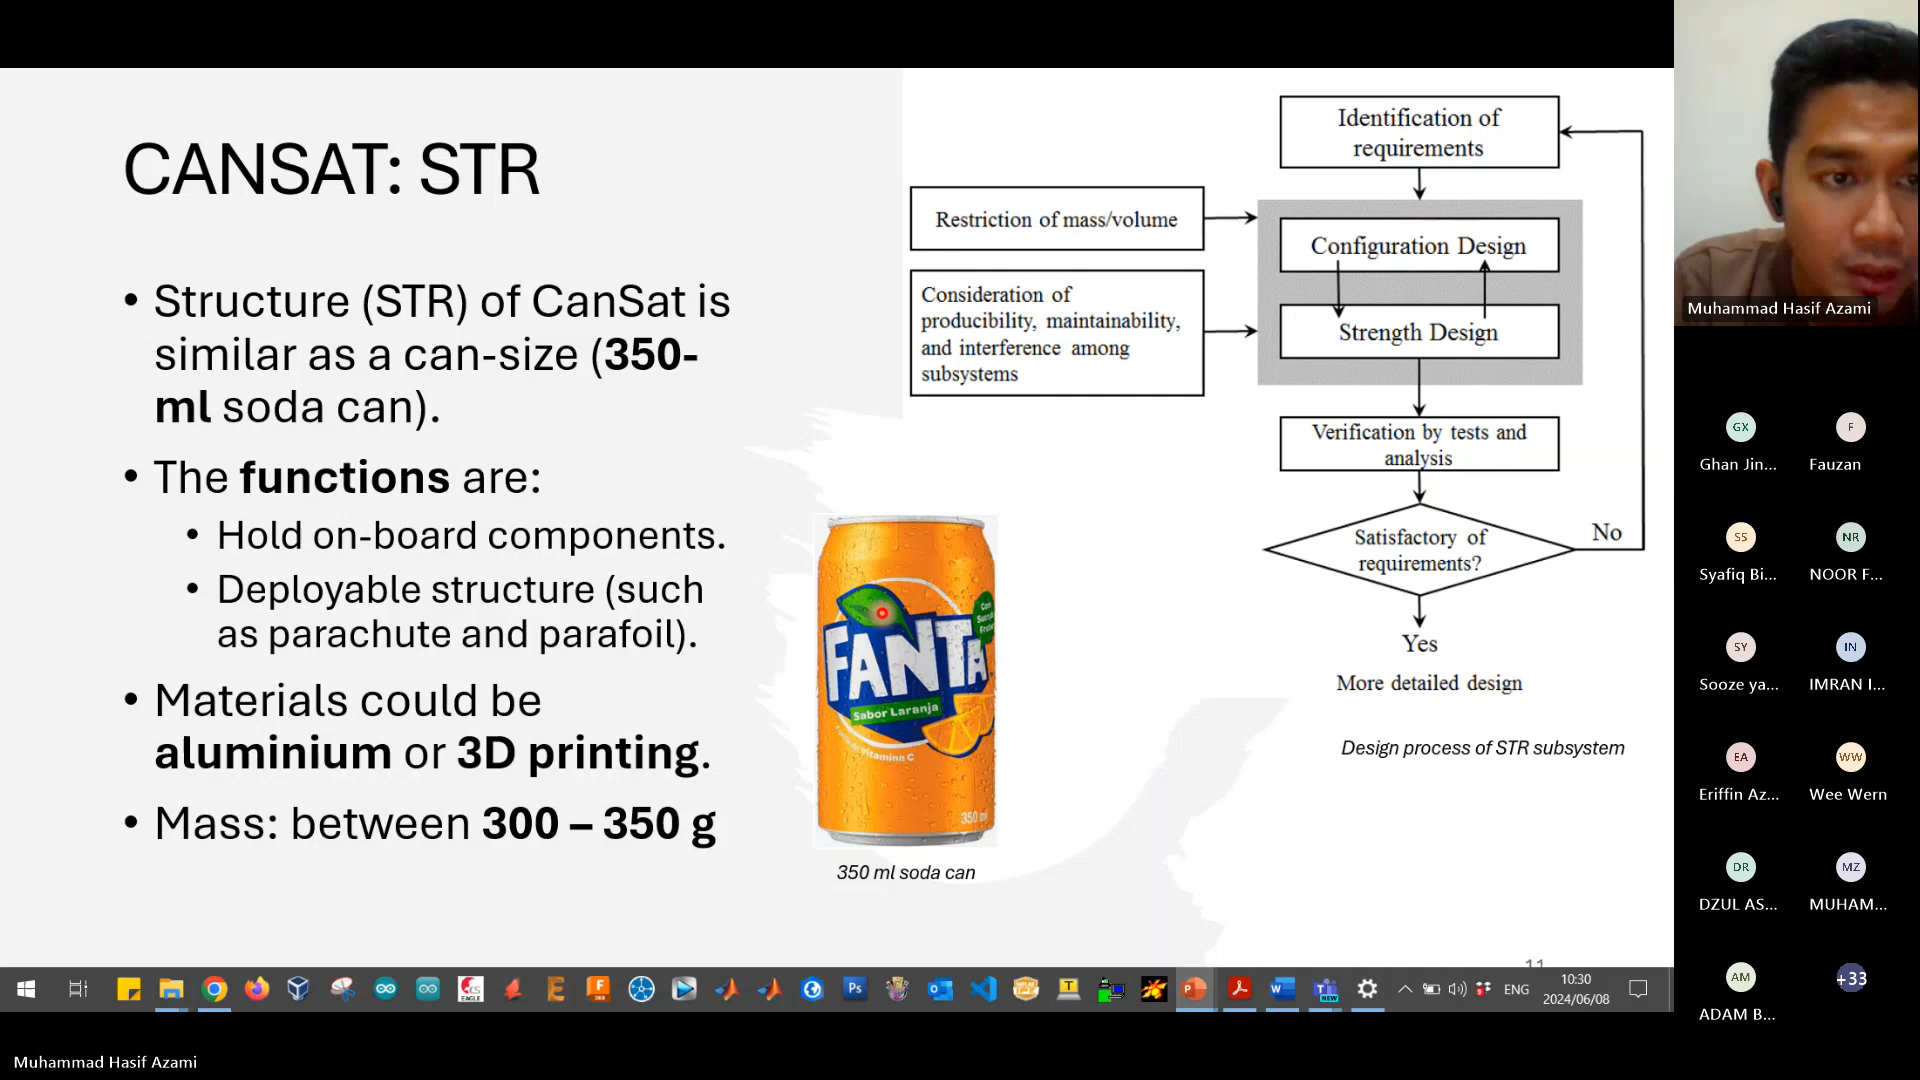 CANSAT: STR
• Structure (STR) of CanSat is
similar as a can-size (350-
ml soda can).
• The functions are:
• Hold on-board components.
• Deployable structure (such
as parachute and parafoil).
• Materials could be
aluminium or 3D printing.
• Mass: between 300 – 350 g
FANTA
Sabor Laranja
350 ml
350 ml soda can
Identification of
requirements
Restriction of mass/volume
Configuration Design
Consideration of
producibility, maintainability,
and interference among
subsystems
Strength Design
Verification by tests and
analysis
Satisfactory of
requirements?
No
Yes
More detailed design
Design process of STR subsystem
11
Muhammad Hasif Azami
GX
F
Ghan Jin...
Fauzan
SS
NR
Syafiq Bi...
NOOR F...
SY
IN
Sooze ya...
IMRAN I...
EA
WW
Eriffin Az...
Wee Wern
DR
MZ
DZUL AS...
MUHAM...
AM
+33
ADAM B...
ENG
10:30
2024/06/08
Muhammad Hasif Azami